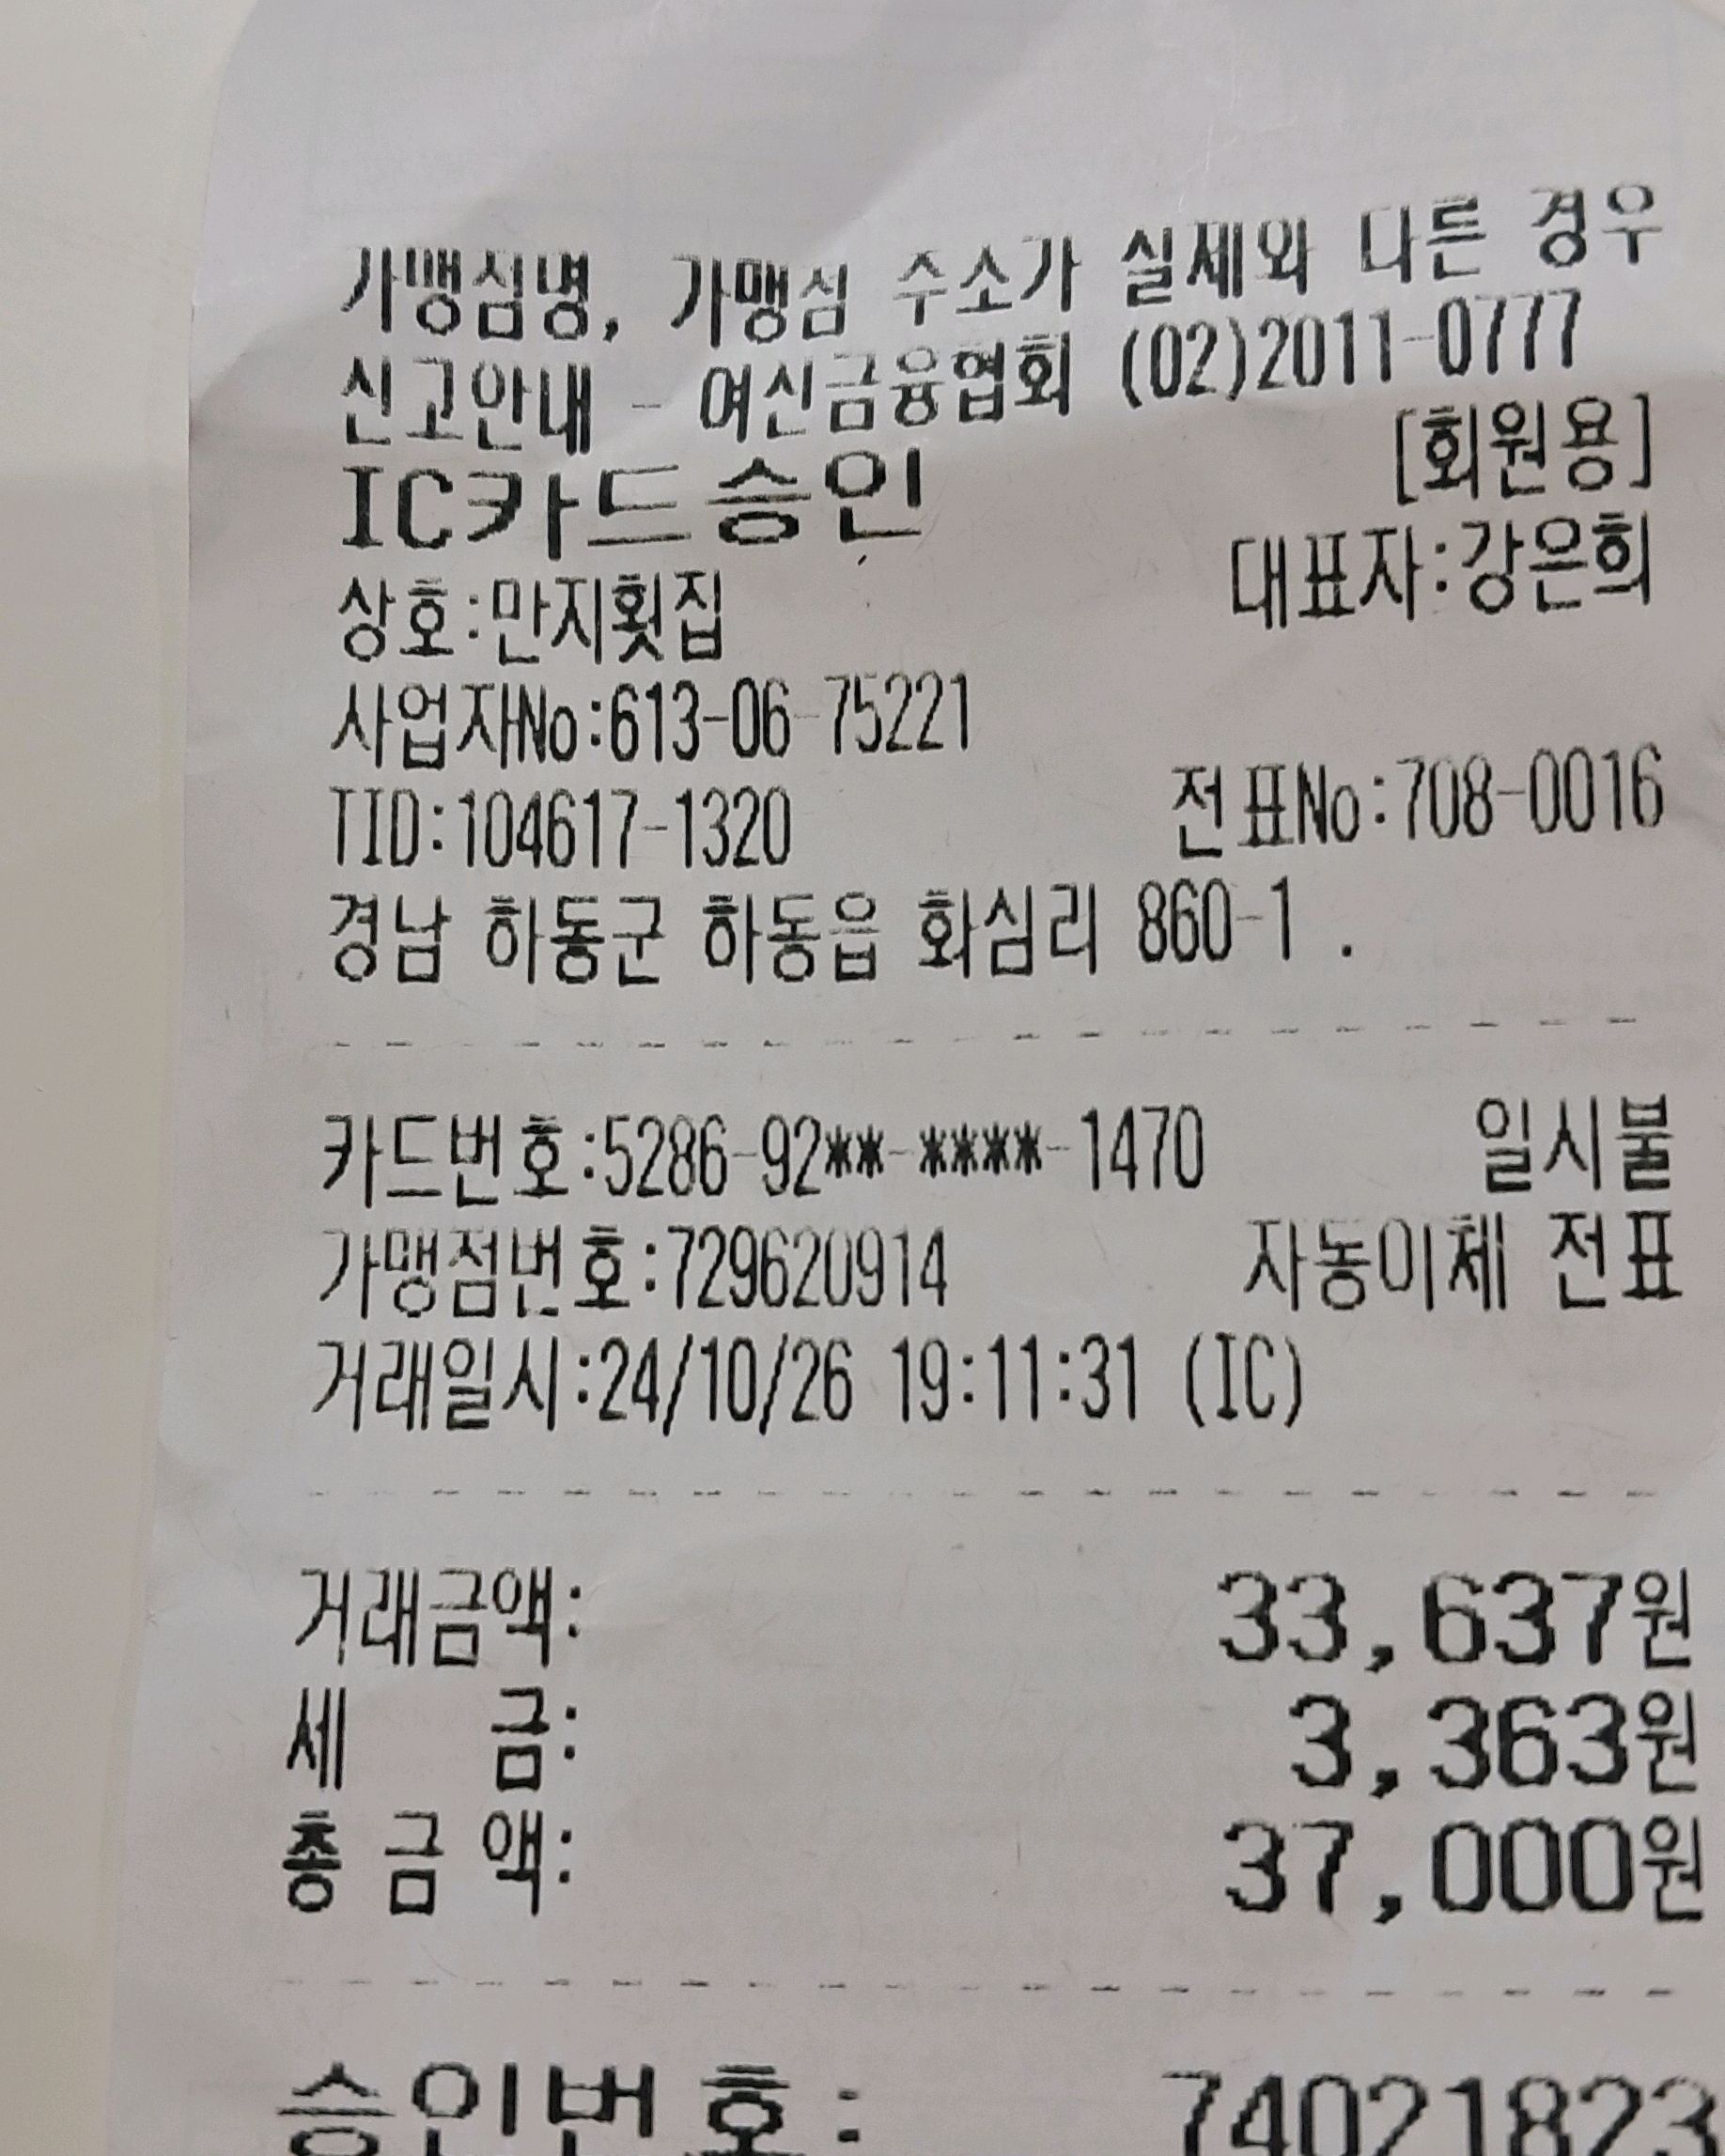 가맹점명, 가맹점 주소가 실제와 다른 경우
신고안내 - 여신금융협회 (02)2011-0777
[회원용]
IC카드승인
상호:만지횟집 대표자:강은희
사업자No:613-06-75221
TID:104617-1320 전표No:708-0016
경남 하동군 하동읍 화심리 860-1 .
카드번호:5286-92**-****-1470 일시불
가맹점번호:729620914 자동이체 전표
거래일시:24/10/26 19:11:31 (IC)
거래금액: 33,637원
세 금: 3,363원
총 금 액: 37,000원
승인번호: 74021823